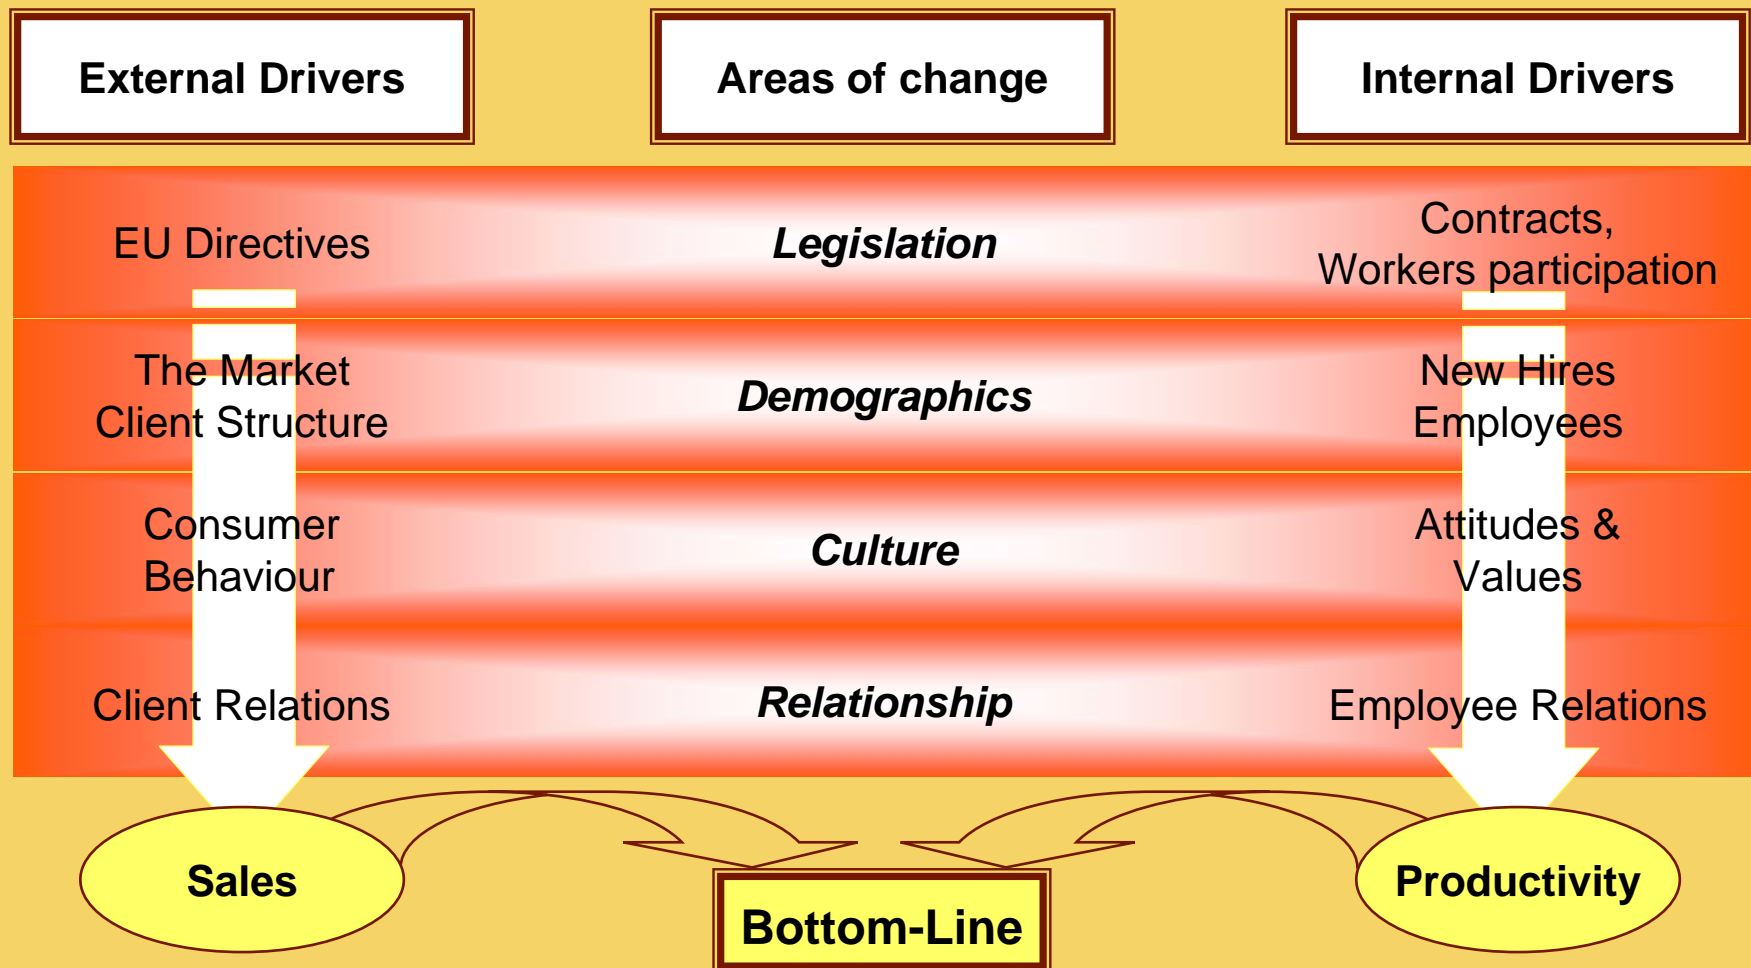 External Drivers
Areas of change
Internal Drivers
EU Directives
Legislation
Contracts,
Workers participation
The Market
Client Structure
Demographics
New Hires
Employees
Consumer
Behaviour
Culture
Attitudes &
Values
Client Relations
Relationship
Employee Relations
Sales
Productivity
Bottom-Line